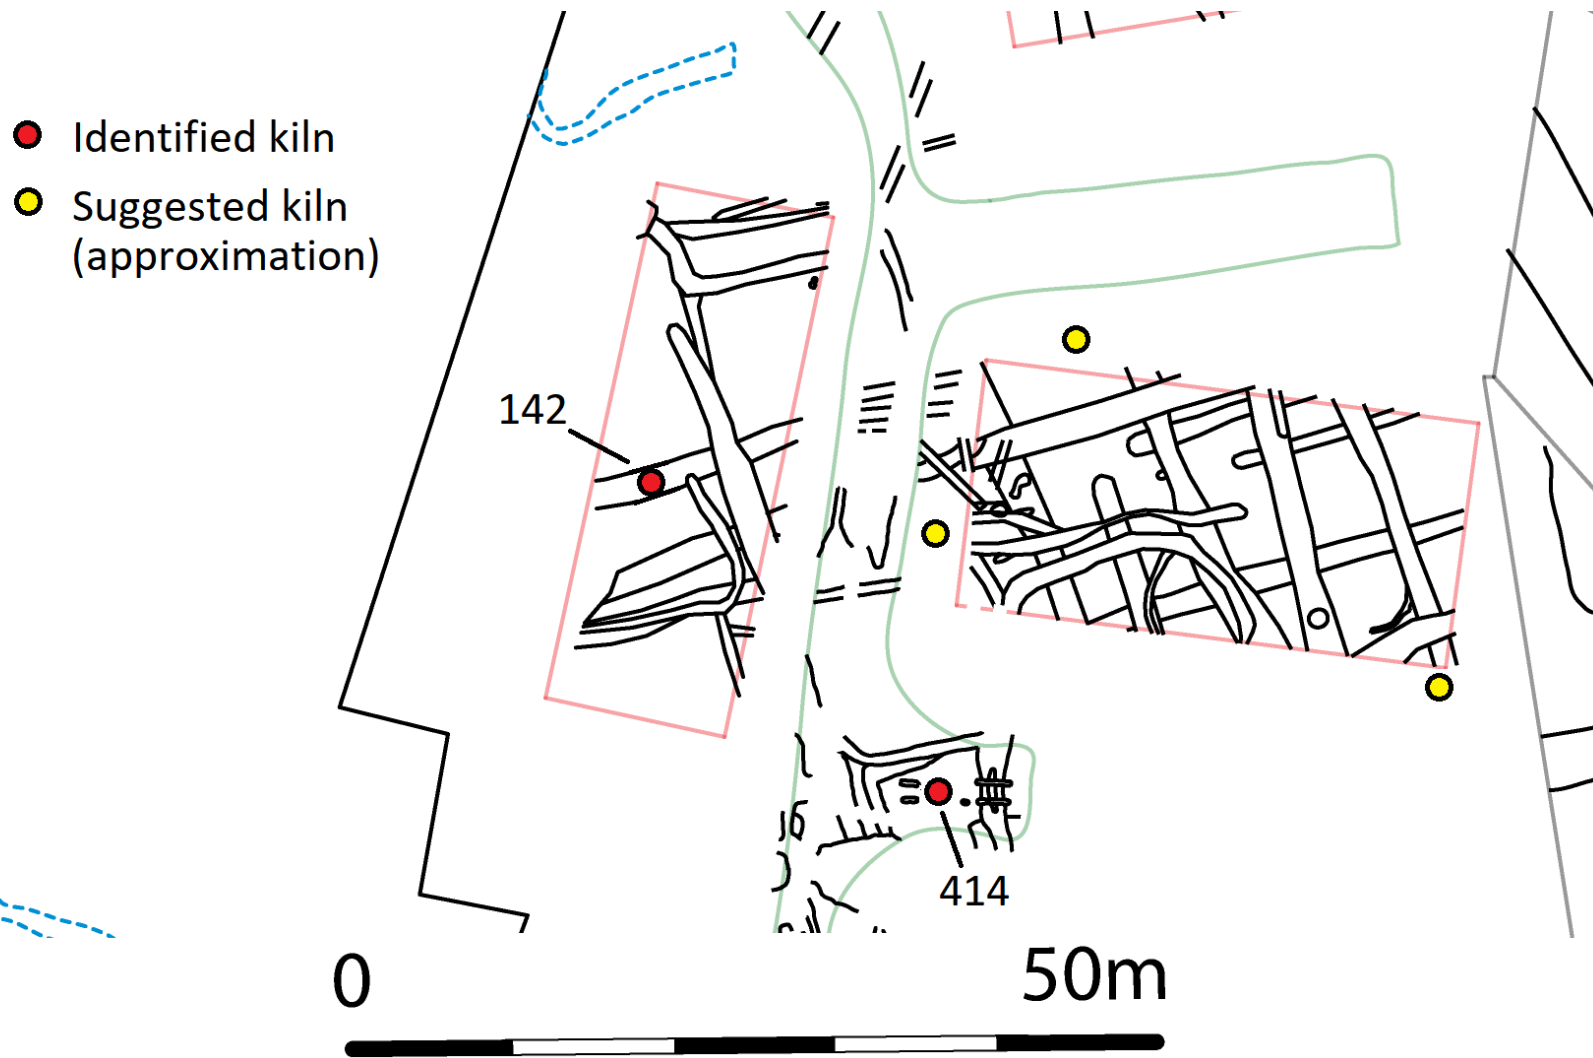 Identified kiln
Suggested kiln
(approximation)
142
414
0 50m